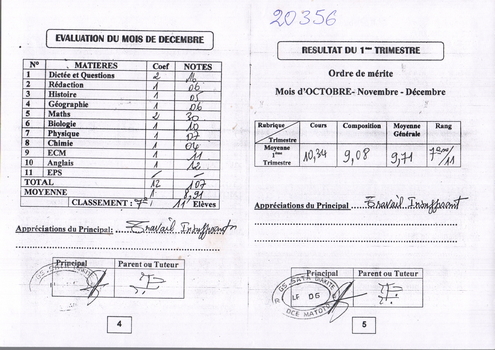 20356
EVALUATION DU MOIS DE DECEMBRE
N° MATIERES Coef NOTES
1 Dictée et Questions 2 16
2 Rédaction 1 06
3 Histoire 1 05
4 Géographie 1 06
5 Maths 2 30
6 Biologie 1 10
7 Physique 1 07
8 Chimie 1 04
9 ECM 1 11
10 Anglais 1 12
11 EPS
TOTAL 12 107
MOYENNE 1 8,91
CLASSEMENT: 7è 11 Elèves
Appréciations du Principal: Travail Insuffisant
Principal Parent ou Tuteur
4
RESULTAT DU 1ème TRIMESTRE
Ordre de mérite
Mois d'OCTOBRE- Novembre - Décembre
Rubrique Trimestre Cours Composition Moyenne Générale Rang
Moyenne 1ère Trimestre 10,34 9,08 9,71 7ème/11
Appréciations du Principal Travail Insuffisant
Principal Parent ou Tuteur
5